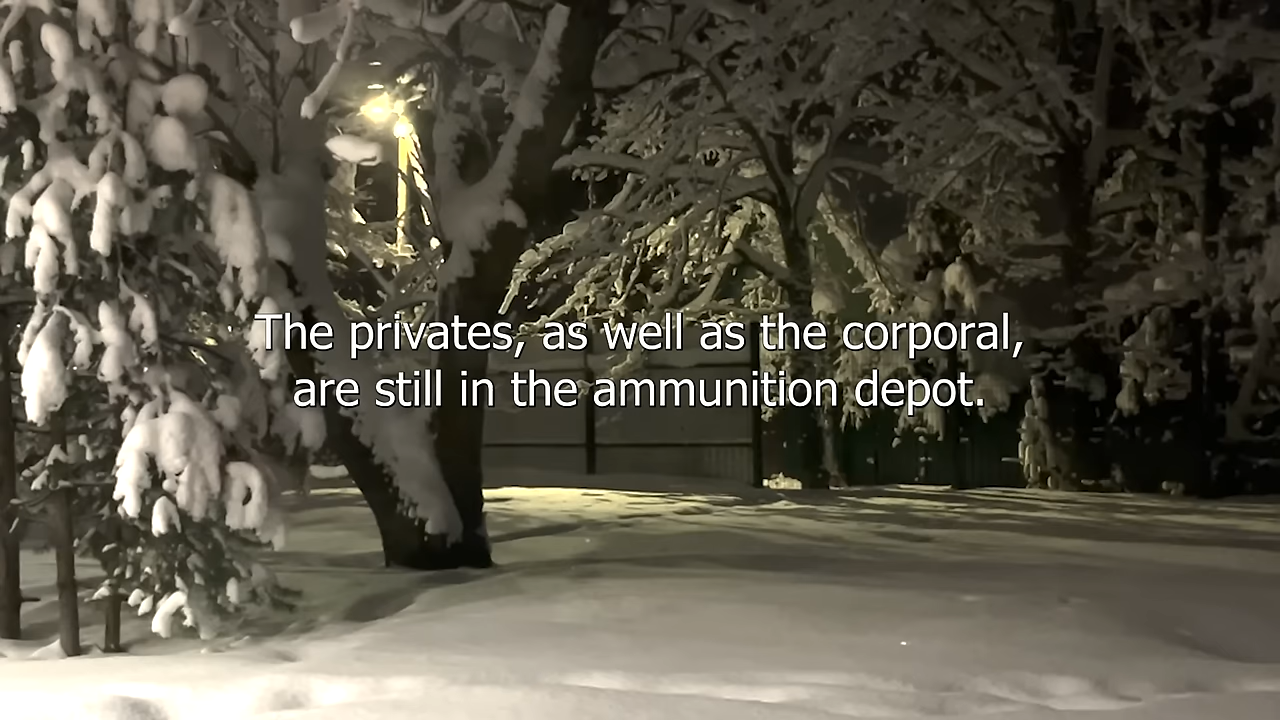 The privates, as well as the corporal,
are still in the ammunition depot.